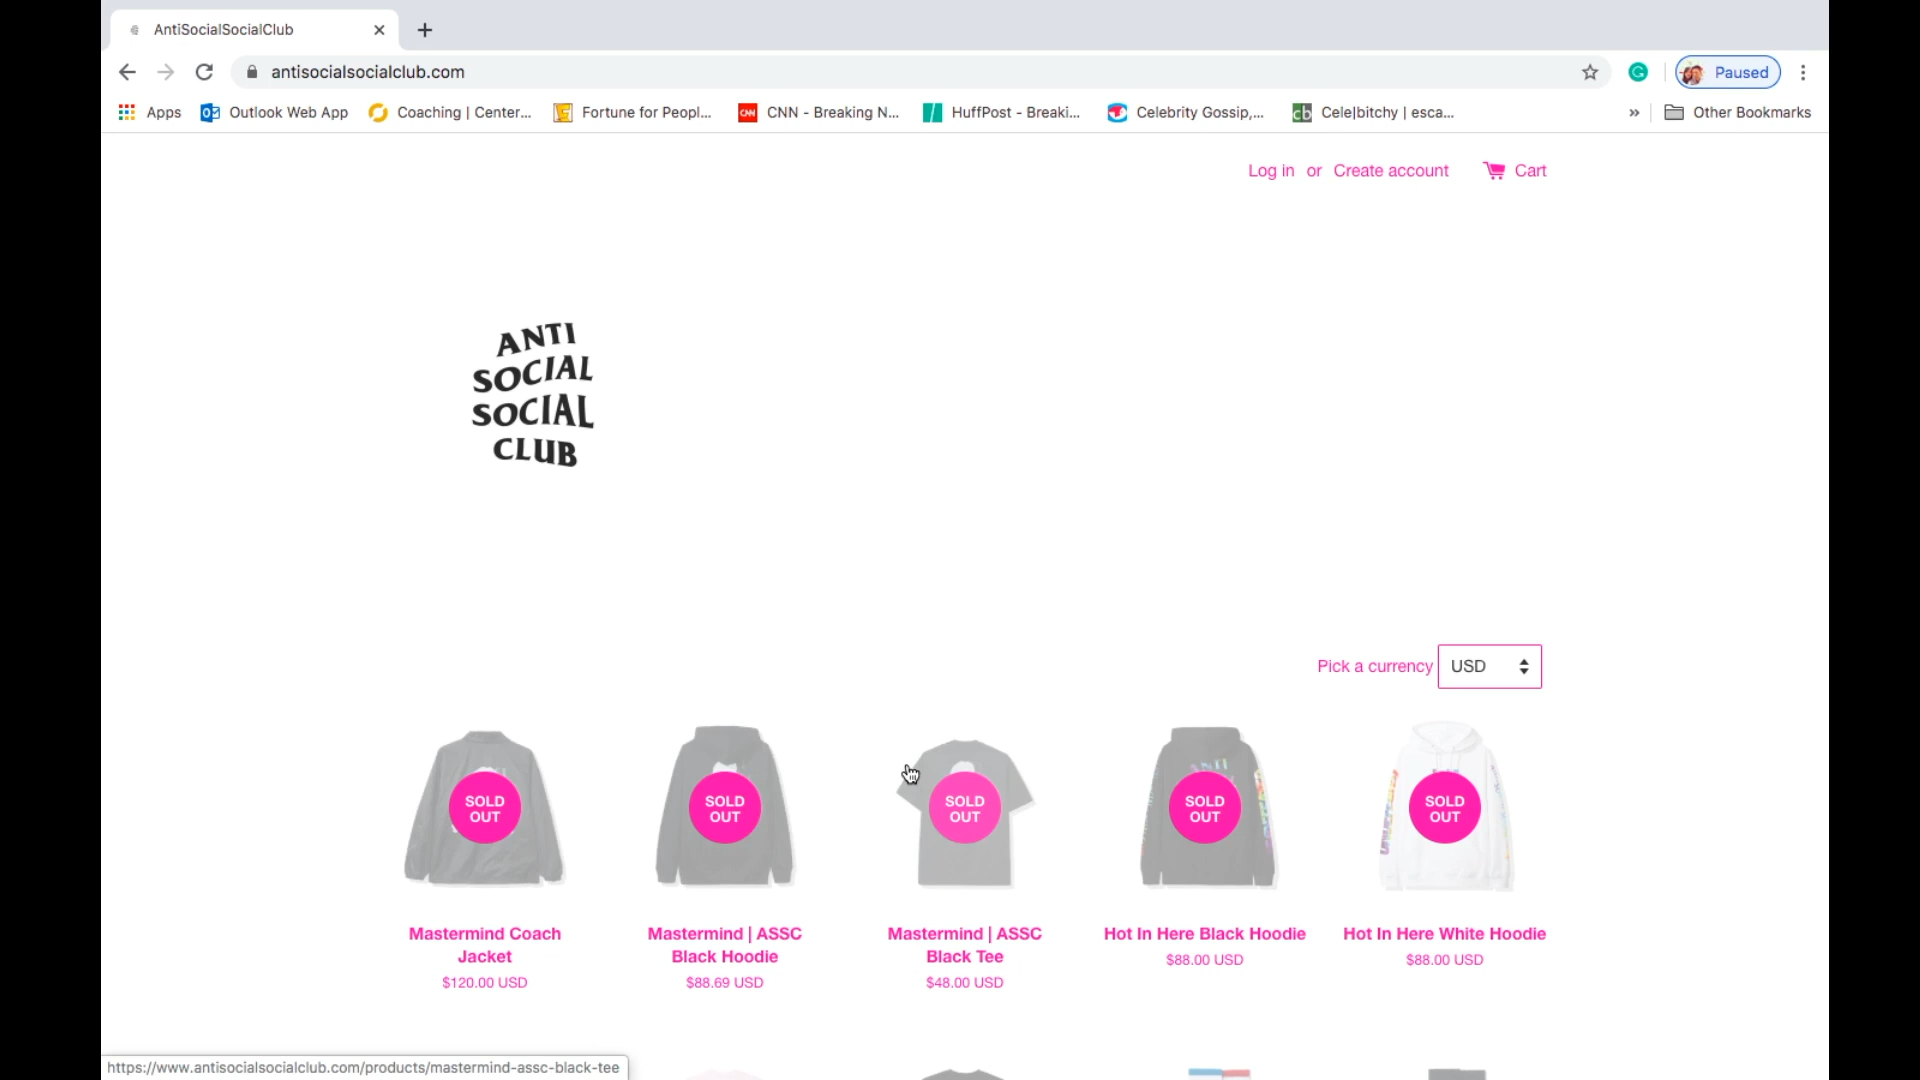 AntiSocialSocialClub
antisocialsocialclub.com
Paused
Apps
Outlook Web App
Coaching | Center...
Fortune for Peopl...
CNN
CNN - Breaking N...
HuffPost - Breaki...
Celebrity Gossip,...
cb
Cele|bitchy | esca...
»
Other Bookmarks
Log in or Create account
Cart
ANTI
SOCIAL
SOCIAL
CLUB
Pick a currency
USD
SOLD
OUT
SOLD
OUT
SOLD
OUT
SOLD
OUT
SOLD
OUT
Mastermind Coach
Jacket
$120.00 USD
Mastermind | ASSC
Black Hoodie
$88.69 USD
Mastermind | ASSC
Black Tee
$48.00 USD
Hot In Here Black Hoodie
$88.00 USD
Hot In Here White Hoodie
$88.00 USD
https://www.antisocialsocialclub.com/products/mastermind-assc-black-tee